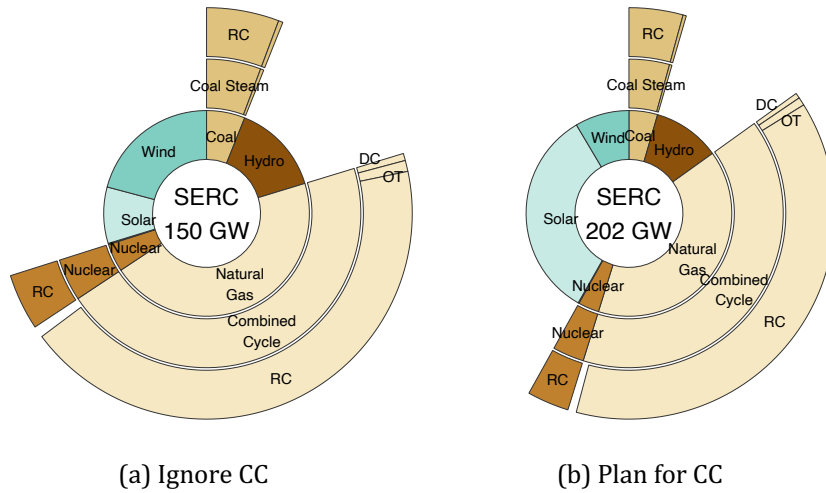 RC
Coal Steam
Coal
Wind
Hydro
DC
OT
SERC
150 GW
Solar
Nuclear
Nuclear
RC
Natural
Gas
Combined
Cycle
RC
(a) Ignore CC
RC
Coal Steam
Wind
Coal
Hydro
DC
OT
SERC
202 GW
Solar
Natural
Gas
Nuclear
Combined
Cycle
RC
Nuclear
RC
(b) Plan for CC